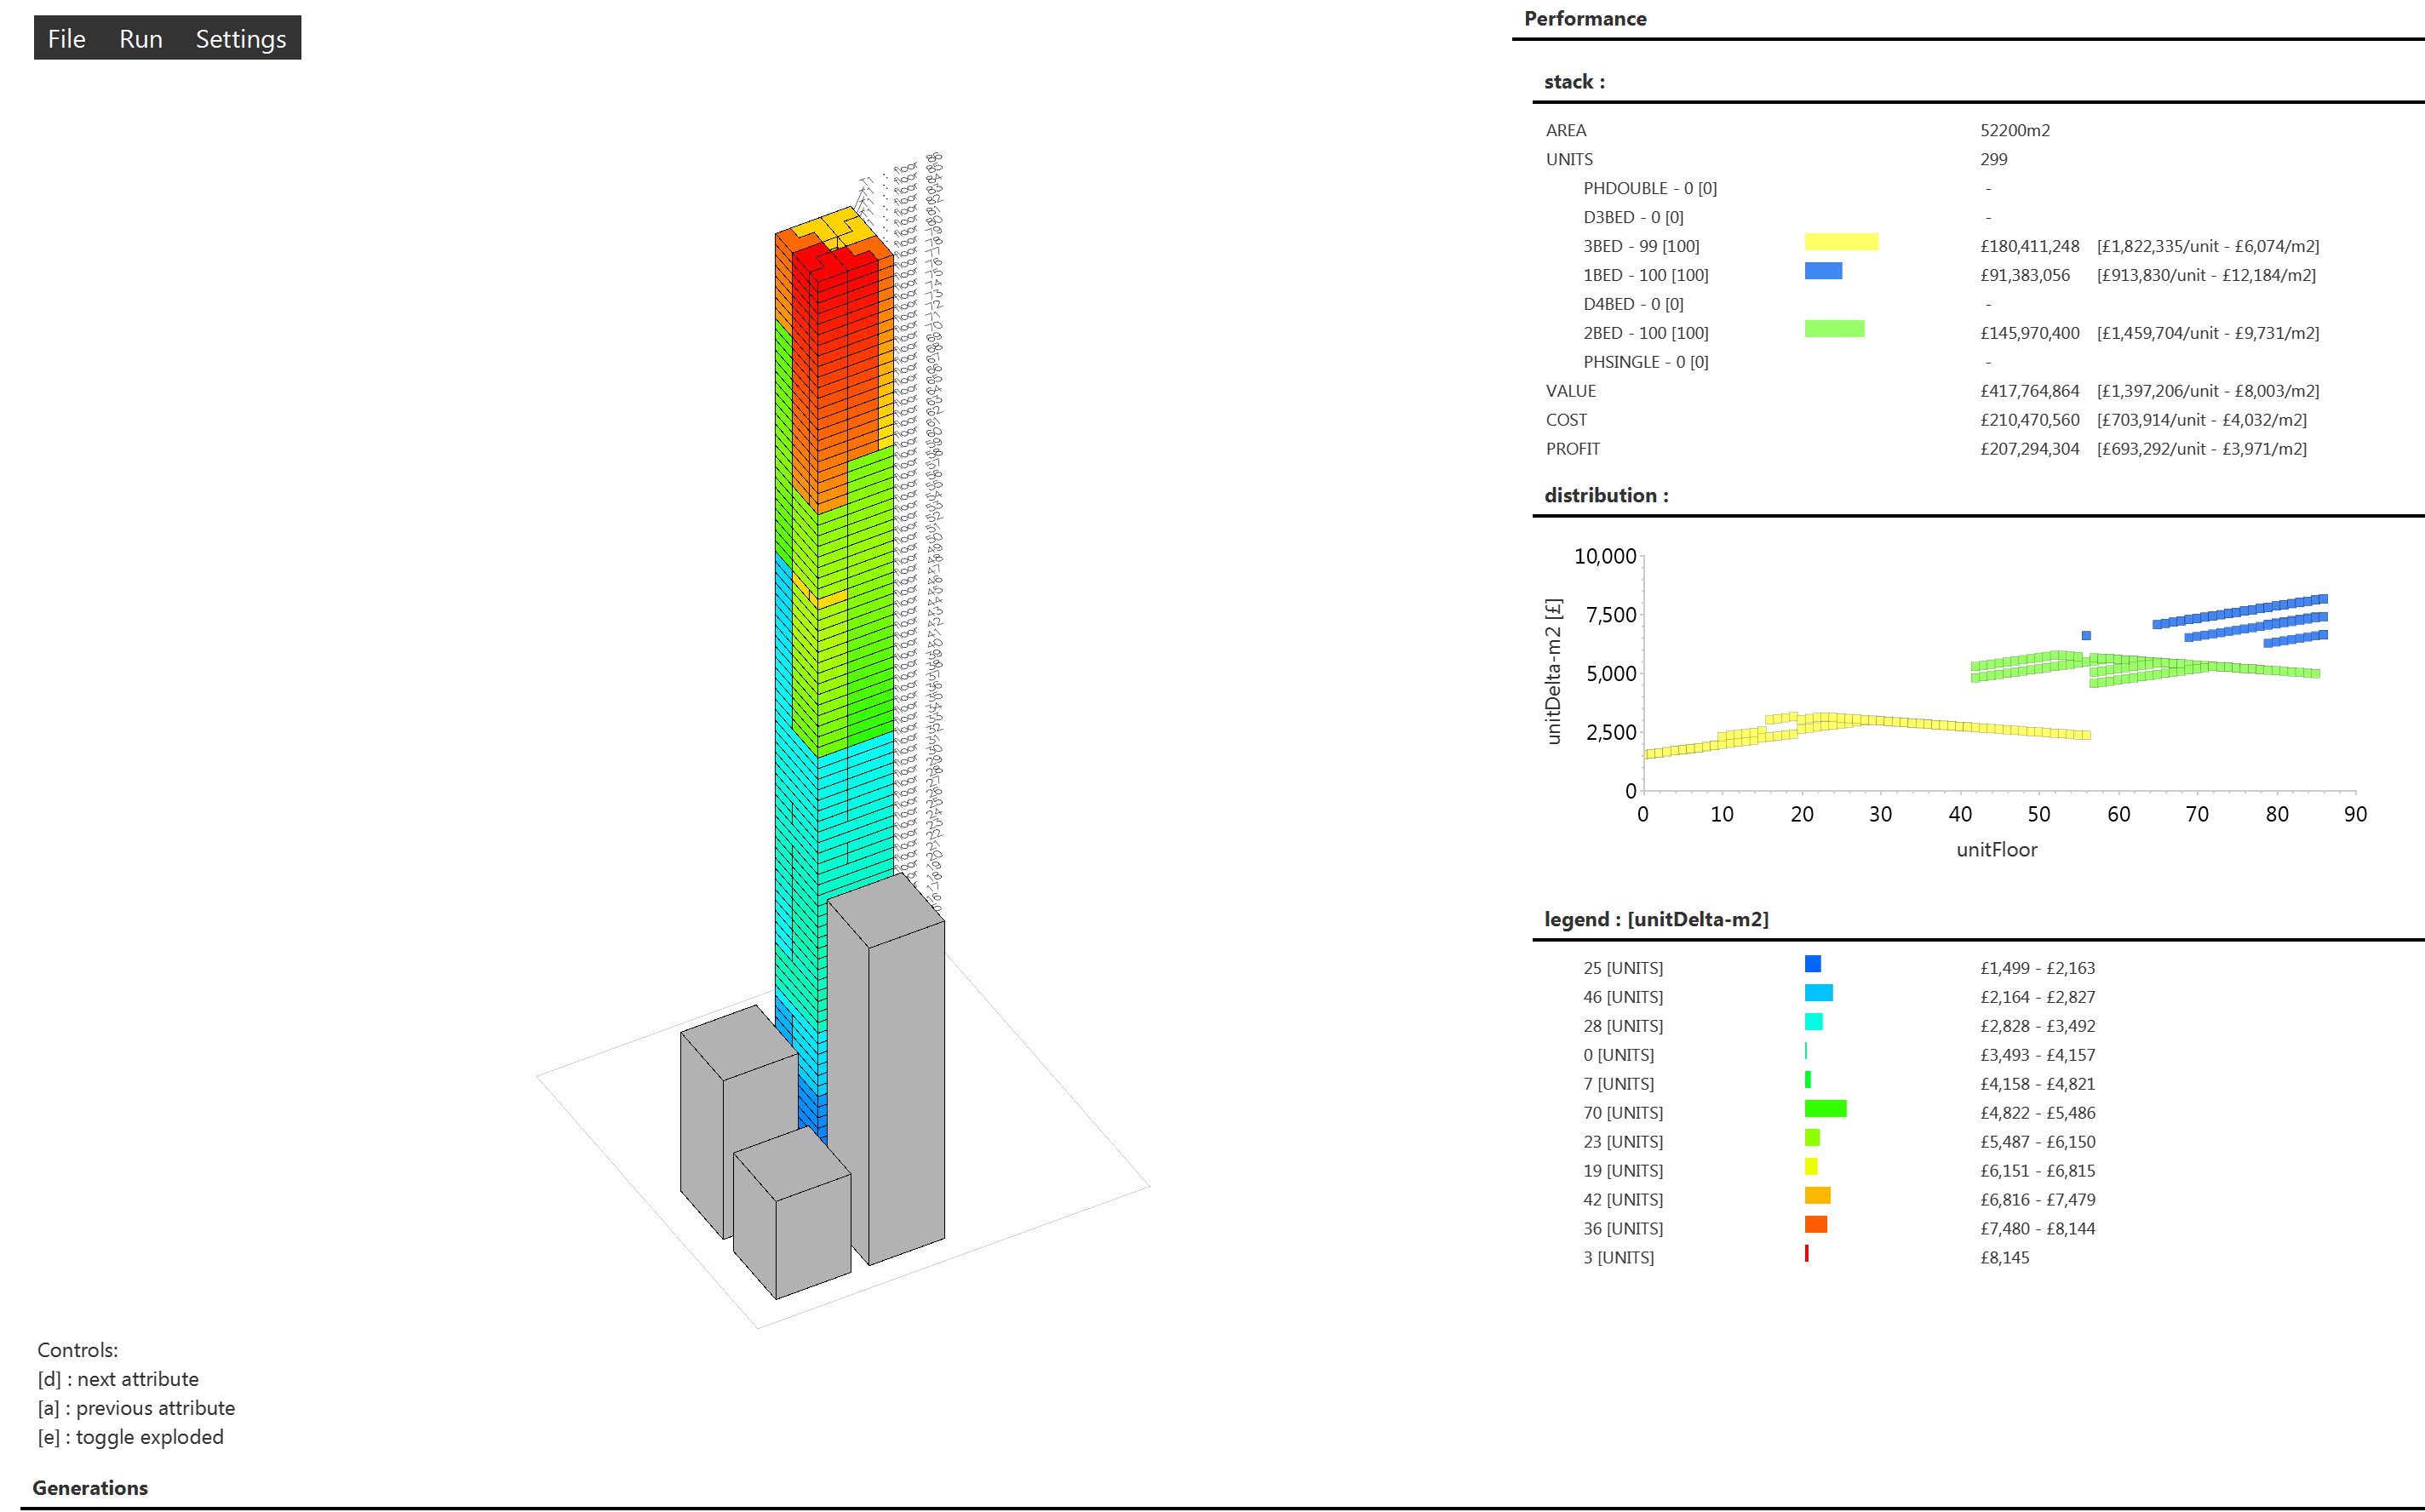 File Run Settings
Performance
stack :
AREA 52200m2
UNITS 299
PHDOUBLE - 0 [0] -
D3BED - 0 [0] -
3BED - 99 [100] £180,411,248 [£1,822,335/unit - £6,074/m2]
1BED - 100 [100] £91,383,056 [£913,830/unit - £12,184/m2]
D4BED - 0 [0] -
2BED - 100 [100] £145,970,400 [£1,459,704/unit - £9,731/m2]
PHSINGLE - 0 [0] -
VALUE £417,764,864 [£1,397,206/unit - £8,003/m2]
COST £210,470,560 [£703,914/unit - £4,032/m2]
PROFIT £207,294,304 [£693,292/unit - £3,971/m2]
distribution :
10,000
7,500
5,000
2,500
0
unitDelta-m2 [£]
0 10 20 30 40 50 60 70 80 90
unitFloor
legend : [unitDelta-m2]
25 [UNITS] £1,499 - £2,163
46 [UNITS] £2,164 - £2,827
28 [UNITS] £2,828 - £3,492
0 [UNITS] £3,493 - £4,157
7 [UNITS] £4,158 - £4,821
70 [UNITS] £4,822 - £5,486
23 [UNITS] £5,487 - £6,150
19 [UNITS] £6,151 - £6,815
42 [UNITS] £6,816 - £7,479
36 [UNITS] £7,480 - £8,144
3 [UNITS] £8,145
Controls:
[d] : next attribute
[a] : previous attribute
[e] : toggle exploded
Generations